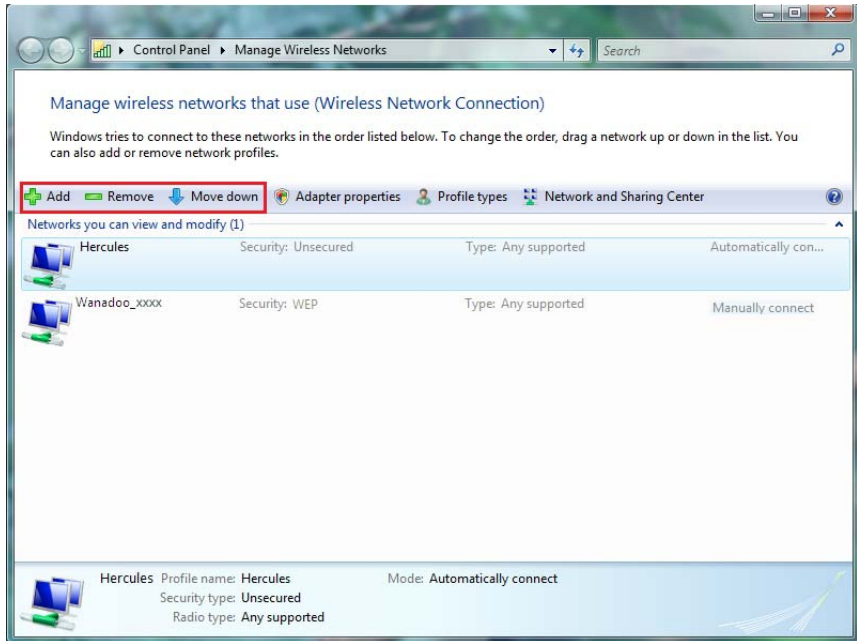 Control Panel ▸ Manage Wireless Networks Search
Manage wireless networks that use (Wireless Network Connection)
Windows tries to connect to these networks in the order listed below. To change the order, drag a network up or down in the list. You
can also add or remove network profiles.
Add Remove Move down Adapter properties Profile types Network and Sharing Center
Networks you can view and modify (1)
Hercules Security: Unsecured Type: Any supported Automatically con...
Wanadoo_xxxx Security: WEP Type: Any supported Manually connect
Hercules Profile name: Hercules Mode: Automatically connect
Security type: Unsecured
Radio type: Any supported